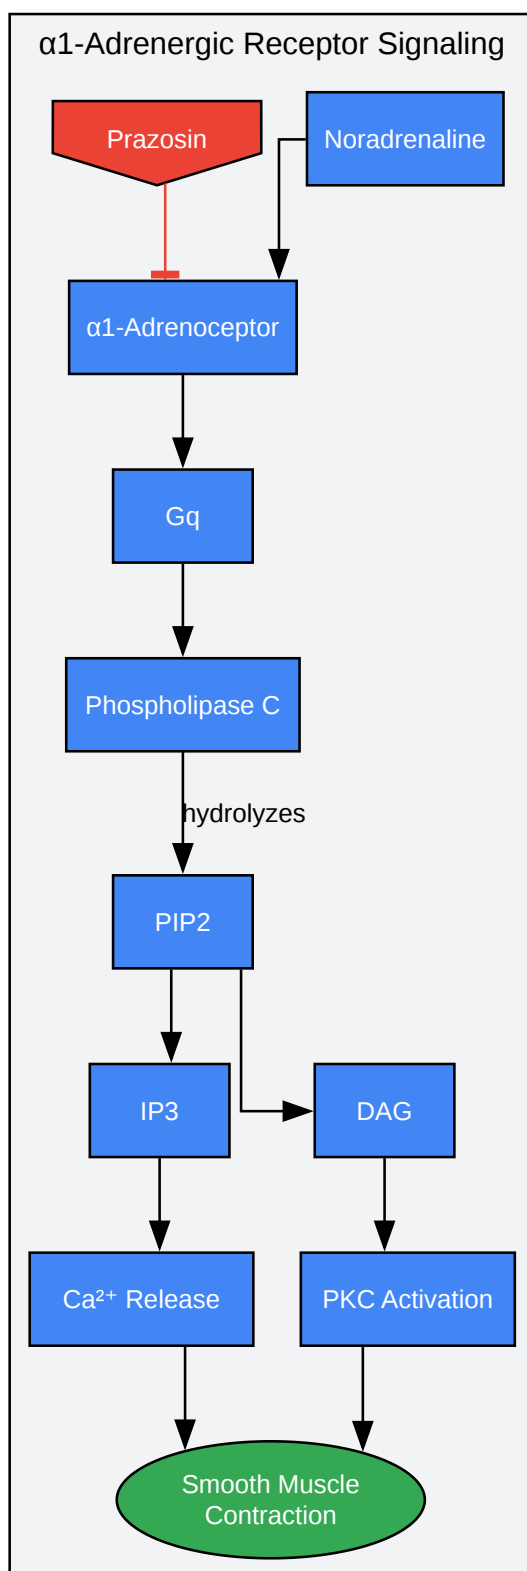 α1-Adrenergic Receptor Signaling
Prazosin
Noradrenaline
α1-Adrenoceptor
Gq
Phospholipase C
hydrolyzes
PIP2
IP3
DAG
Ca²⁺ Release
PKC Activation
Smooth Muscle
Contraction